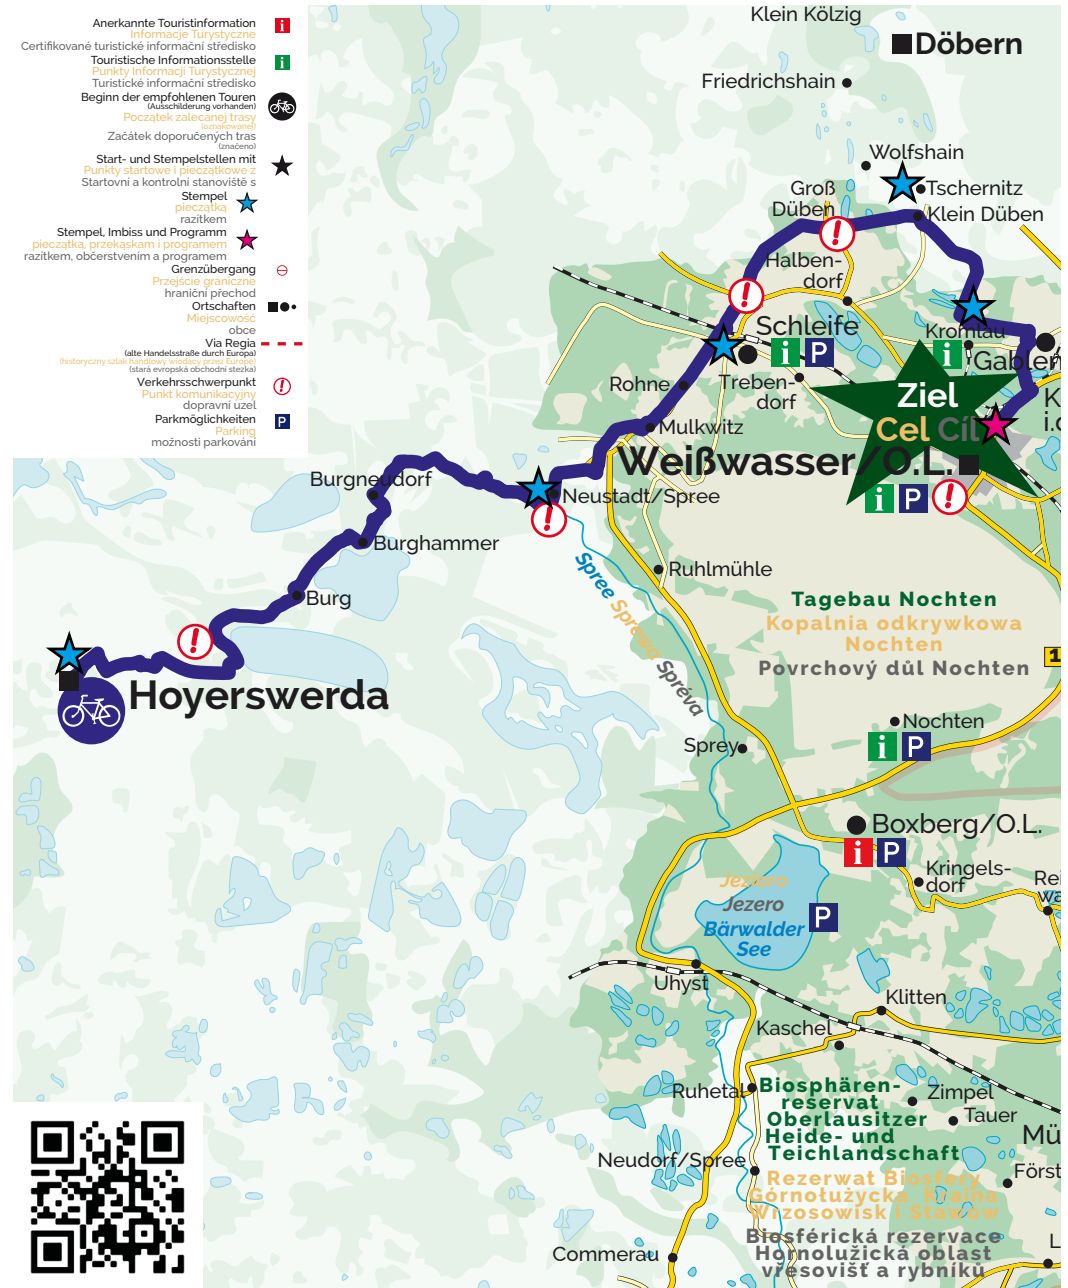 Anerkannte Touristinformation
Informacje Turystyczne
Certifikované turistické informační středisko
Touristische Informationsstelle
Punkty Informacji Turystycznej
Turistické informační středisko
Beginn der empfohlenen Touren
(Ausschilderung vorhanden)
Początek zalecanej trasy
(oznakowanej)
Začátek doporučených tras
(značeno)
Start- und Stempelstellen mit
Punkty startowe i pieczątkowe z
Startovní a kontrolní stanoviště s
Stempel
pieczątką
razítkem
Stempel, Imbiss und Programm
pieczątką, przekąskam i programem
razítkem, občerstvením a programem
Grenzübergang
Przejście graniczne
hraniční přechod
Ortschaften
Miejscowość
obce
Via Regia
(alte Handelsstraße durch Europa)
(historyczny szlak handlowy wiodący przez Europę)
(stará evropská obchodní stezka)
Verkehrsschwerpunkt
Punkt komunikacyjny
dopravní uzel
Parkmöglichkeiten
Parking
možnosti parkování
Klein Kölzig
Döbern
Friedrichshain
Wolfshain
Tschernitz
Groß
Düben
Klein Düben
Halben-
dorf
Schleife
Kromlau
Gablen
Rohne
Treben-
dorf
Ziel
Cel Cíl
K
i.
Mulkwitz
Weißwasser/O.L.
Burgneudorf
Neustadt/Spree
Burghammer
Ruhlmühle
Burg
Spree Sprewa Spréva
Tagebau Nochten
Kopalnia odkrywkowa
Nochten
Povrchový důl Nochten
1
Hoyerswerda
Nochten
Sprey
Boxberg/O.L.
Kringels-
dorf
Rei
wa
Jezioro
Jezero
Bärwalder
See
Uhyst
Klitten
Kaschel
Ruhetal
Biosphären-
reservat
Oberlausitzer
Heide- und
Teichlandschaft
Zimpel
Tauer
Mü
Neudorf/Spree
Först
Rezerwat Biosfery
Górnołużycka Kraina
Wrzosowisk i Stawów
Biosférická rezervace
Hornolužická oblast
vřesovišť a rybníků
L
Commerau